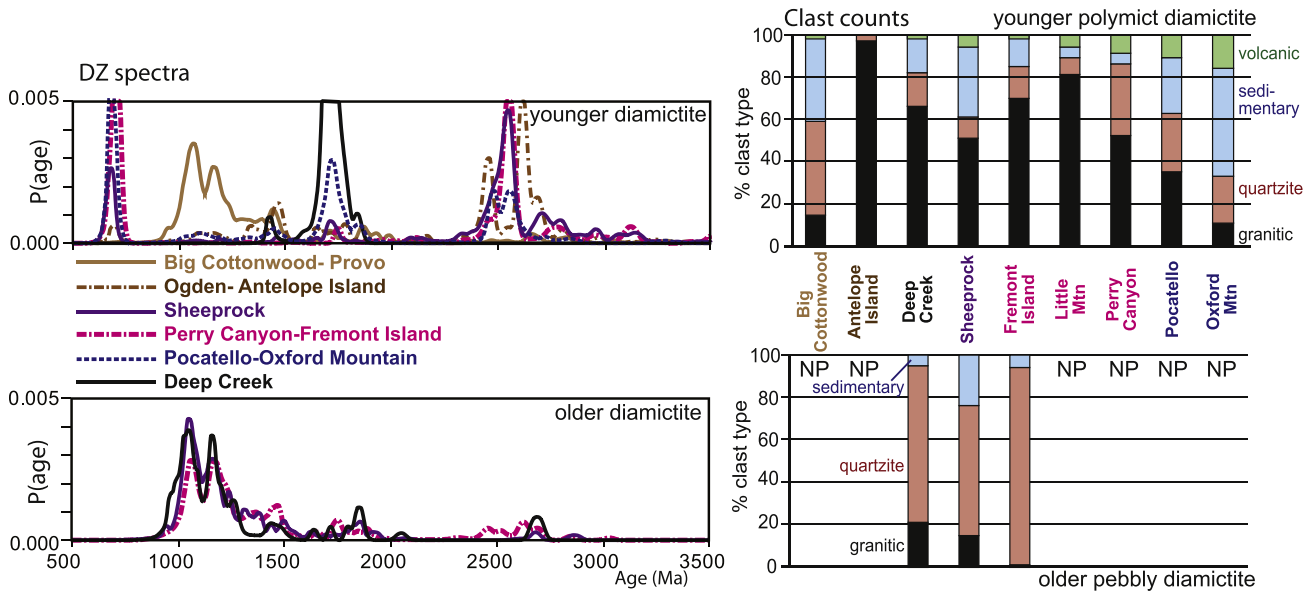 DZ spectra
0.005
younger diamictite
P(age)
0.000
Big Cottonwood- Provo
Ogden- Antelope Island
Sheeprock
Perry Canyon-Fremont Island
Pocatello-Oxford Mountain
Deep Creek
0.005
older diamictite
P(age)
0.000
500
1000
1500
2000
2500
3000
3500
Age (Ma)
Clast counts
younger polymict diamictite
100
80
60
40
20
0
% clast type
volcanic
sedi-
mentary
quartzite
granitic
Big
Cottonwood
Antelope
Island
Deep
Creek
Sheeprock
Fremont
Island
Little
Mtn
Perry
Canyon
Pocatello
Oxford
Mtn
100
80
60
40
20
0
% clast type
NP
NP
NP
NP
NP
NP
sedimentary
quartzite
granitic
older pebbly diamictite